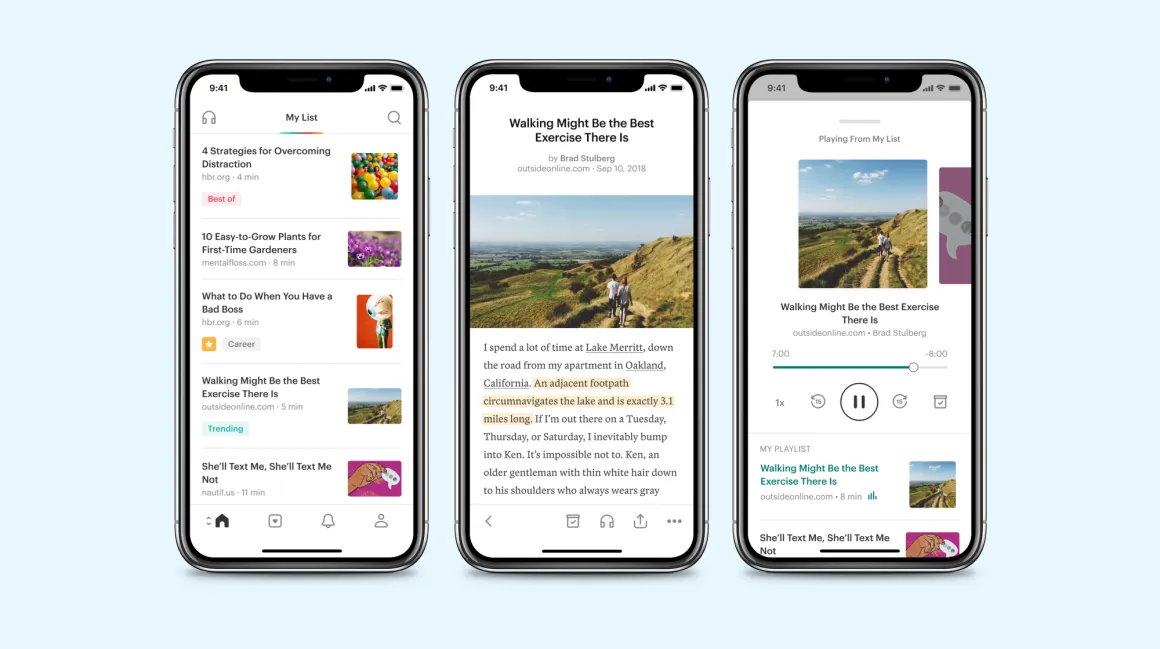 9:41
My List
4 Strategies for Overcoming
Distraction
hbr.org · 4 min
Best of
10 Easy-to-Grow Plants for
First-Time Gardeners
mentalfloss.com · 8 min
What to Do When You Have a
Bad Boss
hbr.org · 6 min
Career
Walking Might Be the Best
Exercise There Is
outsideonline.com · 5 min
Trending
She'll Text Me, She'll Text Me
Not
nautil.us · 11 min
9:41
Walking Might Be the Best
Exercise There Is
by Brad Stulberg
outsideonline.com · Sep 10, 2018
I spend a lot of time at Lake Merritt, down
the road from my apartment in Oakland,
California. An adjacent footpath
circumnavigates the lake and is exactly 3.1
miles long. If I'm out there on a Tuesday,
Thursday, or Saturday, I inevitably bump
into Ken. It's impossible not to. Ken, an
older gentleman with thin white hair down
to his shoulders who always wears gray
9:41
Playing From My List
Walking Might Be the Best Exercise
There Is
outsideonline.com • Brad Stulberg
7:00 -8:00
1x 15 15
MY PLAYLIST
Walking Might Be the Best
Exercise There Is
outsideonline.com • 8 min
She'll Text Me, She'll Text Me
Not